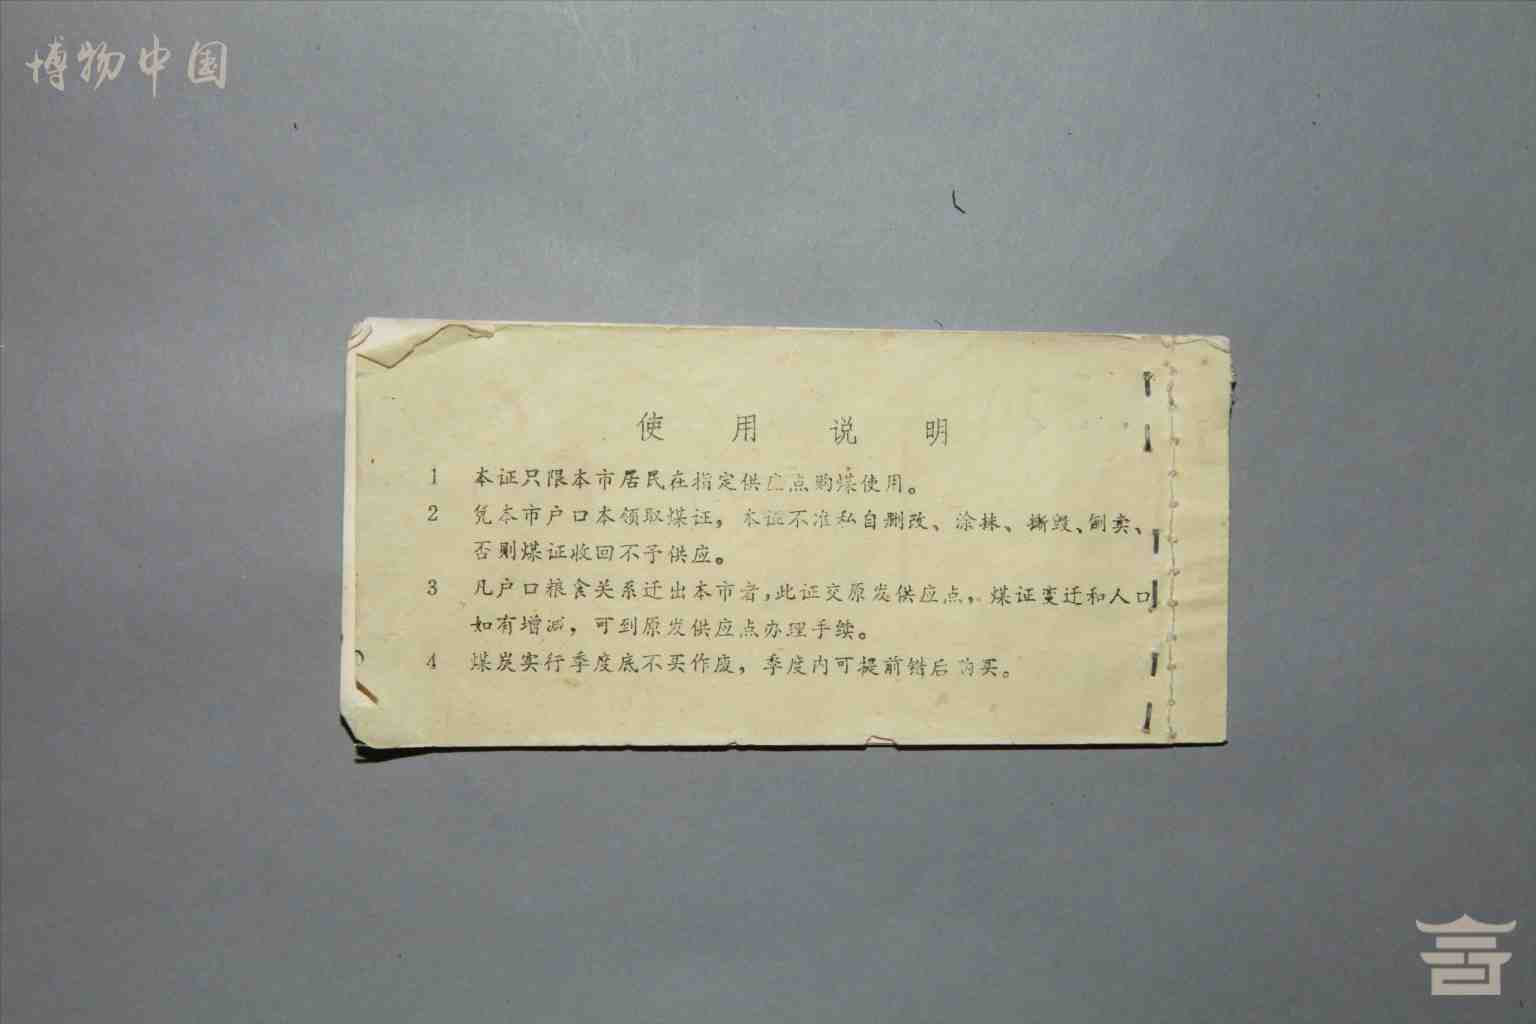 博物中国
使用说明
1 本证只限本市居民在指定供应点购煤使用。
2 凭本市户口本领取煤证，本证不准私自删改、涂抹、撕毁、倒卖、
否则煤证收回不予供应。
3 凡户口粮食关系迁出本市者，此证交原发供应点，煤证变迁和人口
如有增减，可到原发供应点办理手续。
4 煤炭实行季度底不买作废，季度内可提前错后购买。